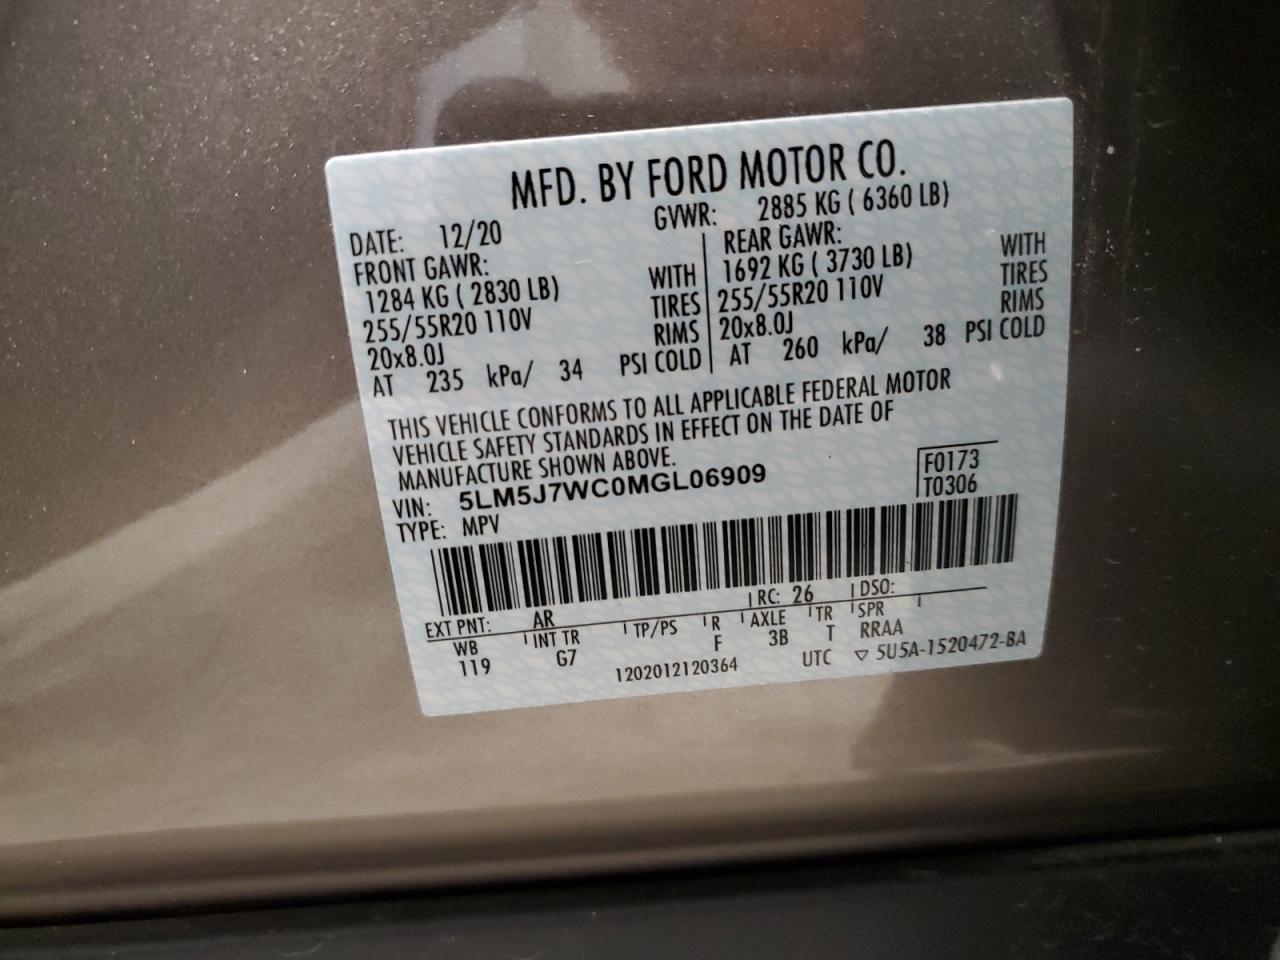 MFD. BY FORD MOTOR CO.
DATE: 12/20 GVWR: 2885 KG ( 6360 LB)
FRONT GAWR: REAR GAWR:
1284 KG ( 2830 LB) WITH 1692 KG ( 3730 LB) WITH
255/55R20 110V TIRES 255/55R20 110V TIRES
20x8.0J RIMS 20x8.0J RIMS
AT 235 kPa/ 34 PSI COLD AT 260 kPa/ 38 PSI COLD
THIS VEHICLE CONFORMS TO ALL APPLICABLE FEDERAL MOTOR
VEHICLE SAFETY STANDARDS IN EFFECT ON THE DATE OF
MANUFACTURE SHOWN ABOVE.
VIN: 5LM5J7WC0MGL06909 F0173
TYPE: MPV T0306
EXT PNT: AR RC: 26 DSO:
WB INT TR TP/PS R AXLE TR SPR
119 G7 F 3B T RRAA
1202012120364 UTC ▽ 5U5A-1520472-BA